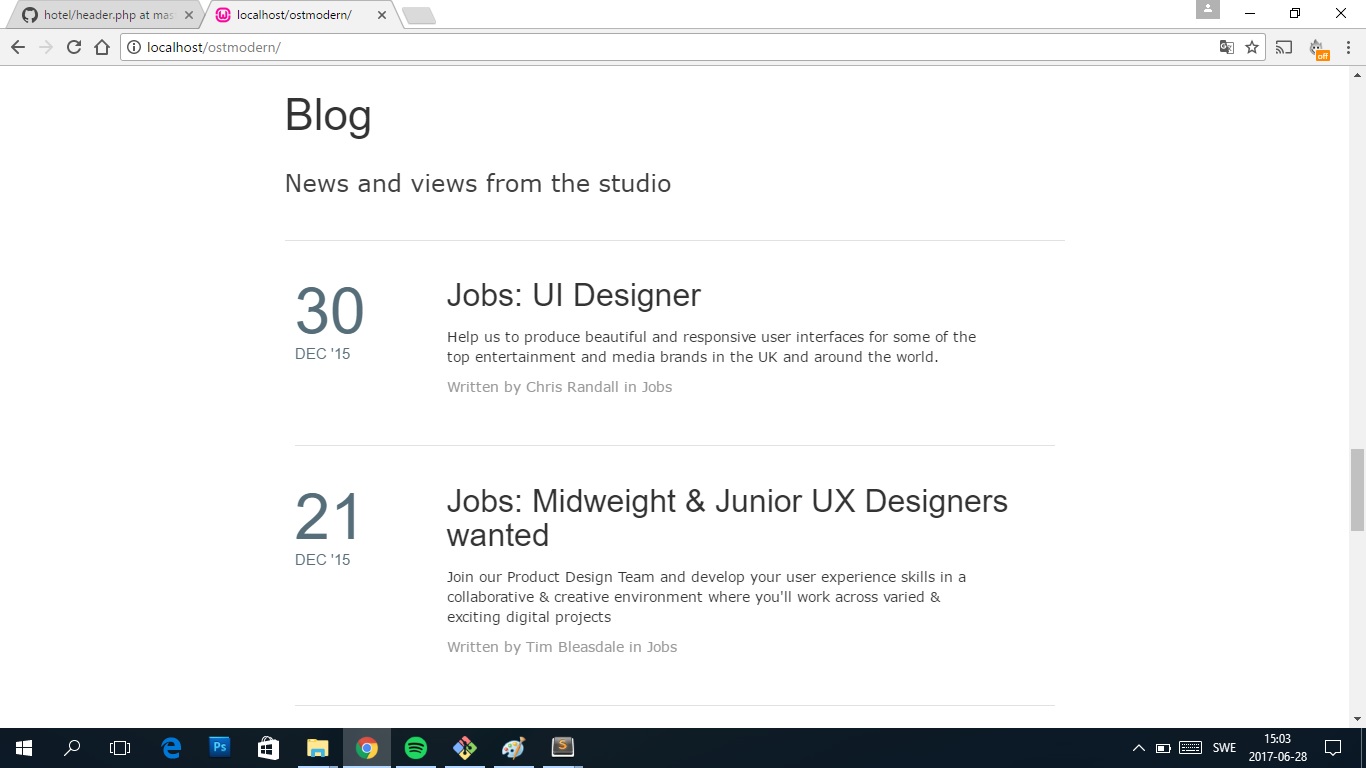 hotel/header.php at mas
localhost/ostmodern/
localhost/ostmodern/
off
Blog
News and views from the studio
30
DEC '15
Jobs: UI Designer
Help us to produce beautiful and responsive user interfaces for some of the
top entertainment and media brands in the UK and around the world.
Written by Chris Randall in Jobs
21
DEC '15
Jobs: Midweight & Junior UX Designers
wanted
Join our Product Design Team and develop your user experience skills in a
collaborative & creative environment where you'll work across varied &
exciting digital projects
Written by Tim Bleasdale in Jobs
Ps
SWE
15:03
2017-06-28